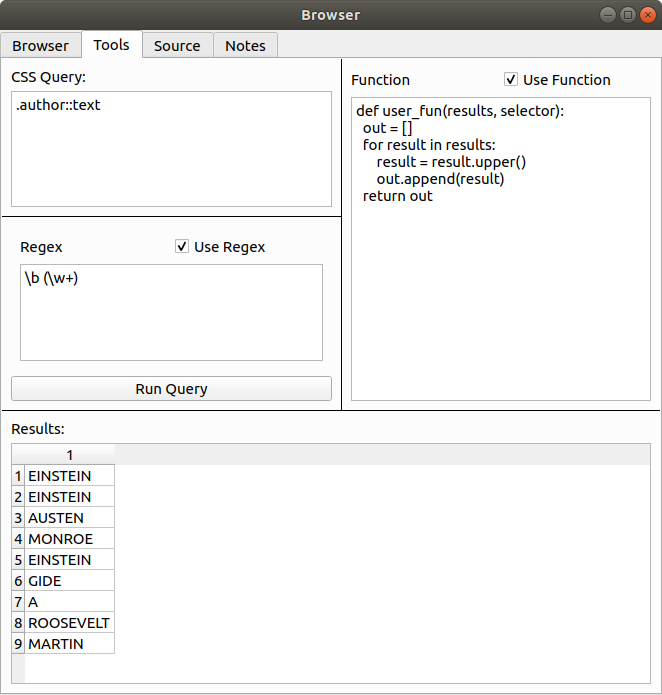 Browser
Browser Tools Source Notes
CSS Query:
.author::text
Function Use Function
def user_fun(results, selector):
  out = []
  for result in results:
     result = result.upper()
     out.append(result)
  return out
Regex Use Regex
\b (\w+)
Run Query
Results:
1
1 EINSTEIN
2 EINSTEIN
3 AUSTEN
4 MONROE
5 EINSTEIN
6 GIDE
7 A
8 ROOSEVELT
9 MARTIN